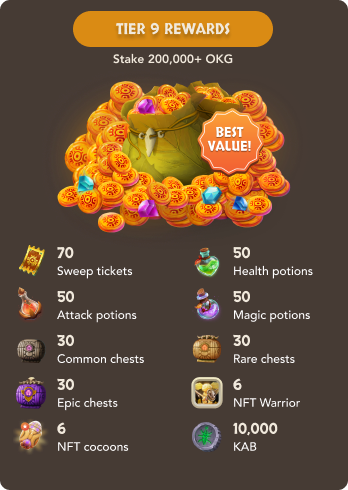 TIER 9 REWARDS
Stake 200,000+ OKG
BEST
VALUE!
70
Sweep tickets
50
Health potions
50
Attack potions
50
Magic potions
30
Common chests
30
Rare chests
30
Epic chests
6
NFT Warrior
6
NFT cocoons
10,000
KAB